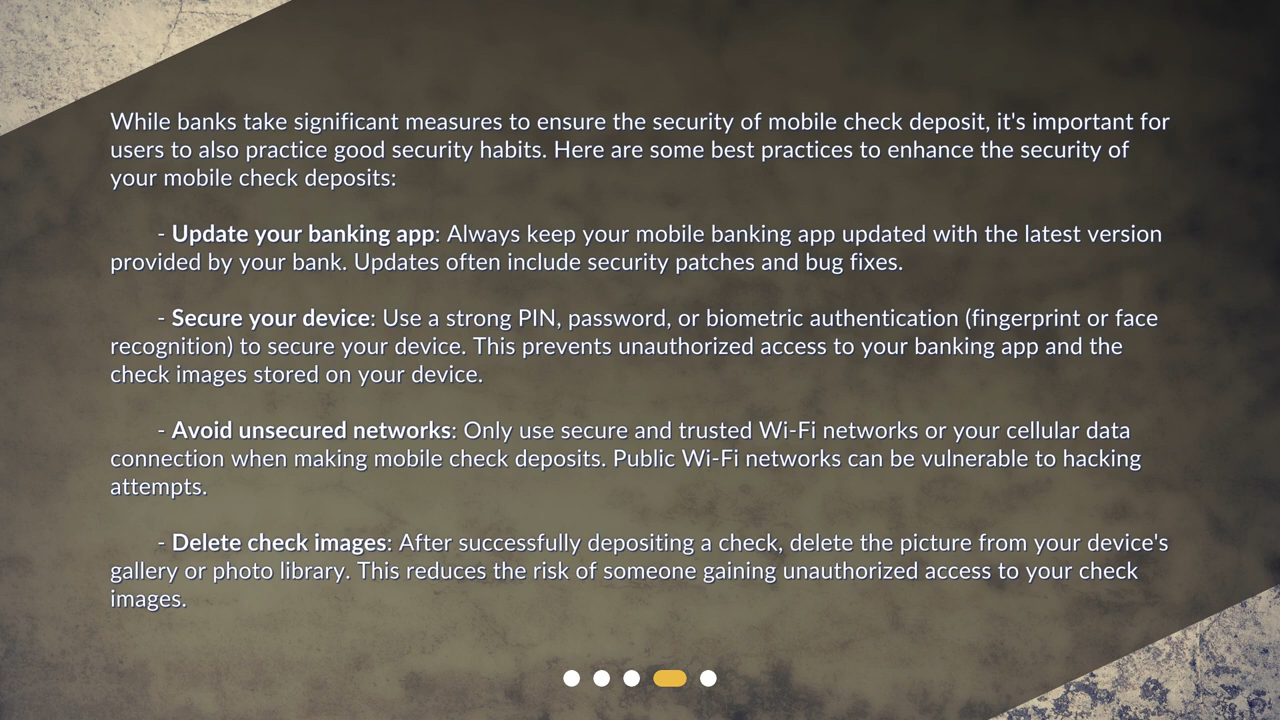 While banks take significant measures to ensure the security of mobile check deposit, it's important for
users to also practice good security habits. Here are some best practices to enhance the security of
your mobile check deposits:
- Update your banking app: Always keep your mobile banking app updated with the latest version
provided by your bank. Updates often include security patches and bug fixes.
- Secure your device: Use a strong PIN, password, or biometric authentication (fingerprint or face
recognition) to secure your device. This prevents unauthorized access to your banking app and the
check images stored on your device.
- Avoid unsecured networks: Only use secure and trusted Wi-Fi networks or your cellular data
connection when making mobile check deposits. Public Wi-Fi networks can be vulnerable to hacking
attempts.
- Delete check images: After successfully depositing a check, delete the picture from your device's
gallery or photo library. This reduces the risk of someone gaining unauthorized access to your check
images.